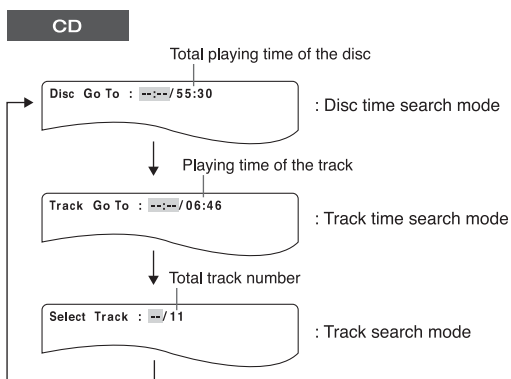 CD
Total playing time of the disc
Disc Go To : --:-- / 55:30
: Disc time search mode
Playing time of the track
Track Go To : --:-- / 06:46
: Track time search mode
Total track number
Select Track : -- / 11
: Track search mode